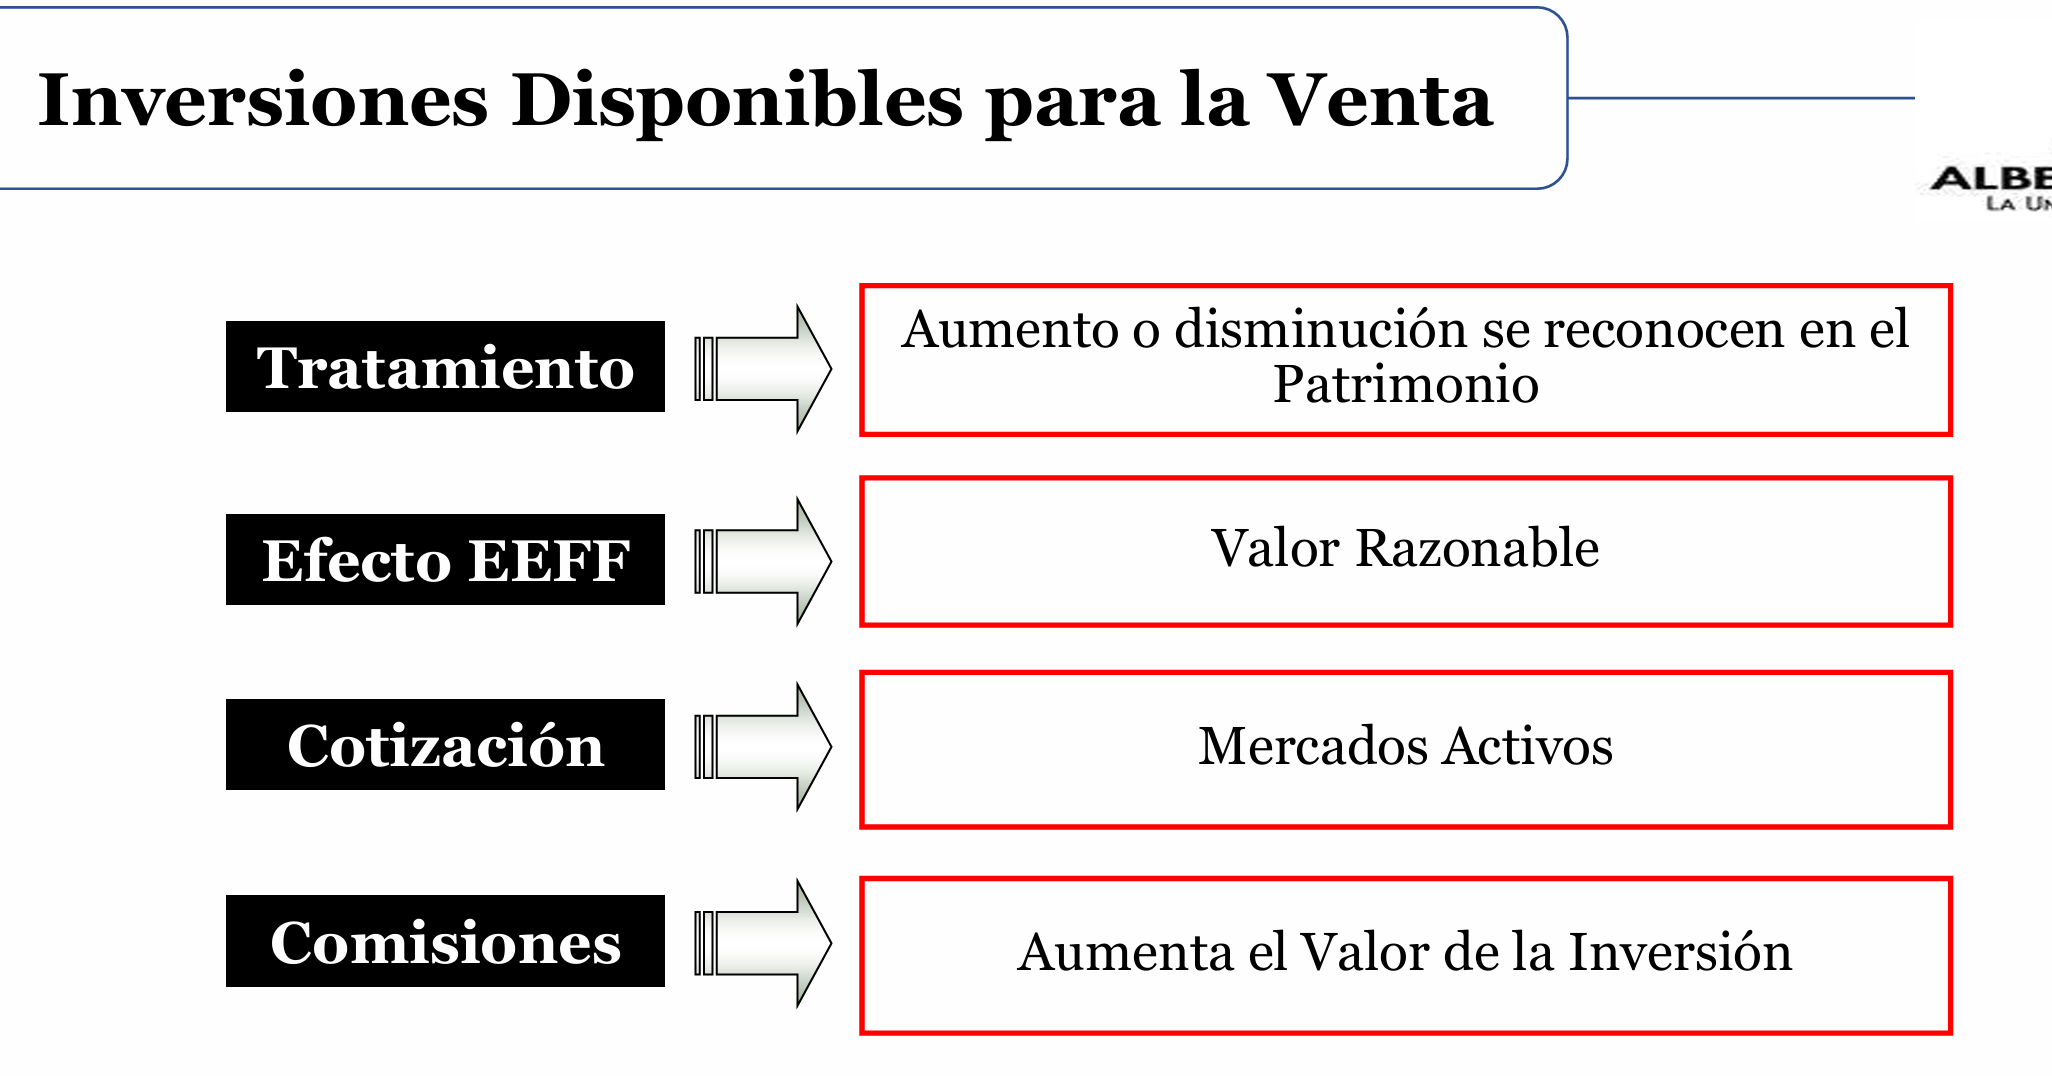 Inversiones Disponibles para la Venta
Tratamiento
Aumento o disminución se reconocen en el
Patrimonio
Efecto EEFF
Valor Razonable
Cotización
Mercados Activos
Comisiones
Aumenta el Valor de la Inversión